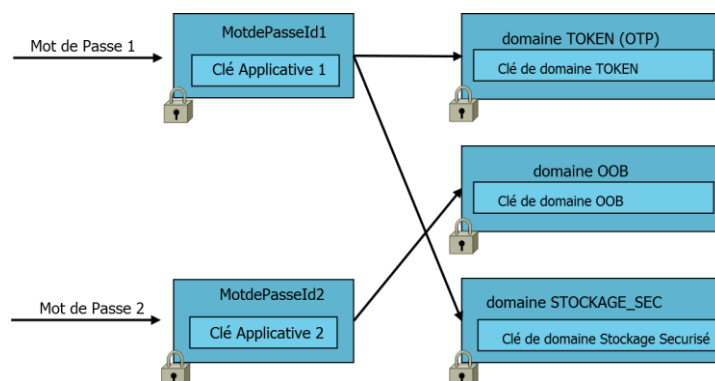 Mot de Passe 1
MotdePasseId1
Clé Applicative 1
domaine TOKEN (OTP)
Clé de domaine TOKEN
domaine OOB
Clé de domaine OOB
Mot de Passe 2
MotdePasseId2
Clé Applicative 2
domaine STOCKAGE_SEC
Clé de domaine Stockage Securisé